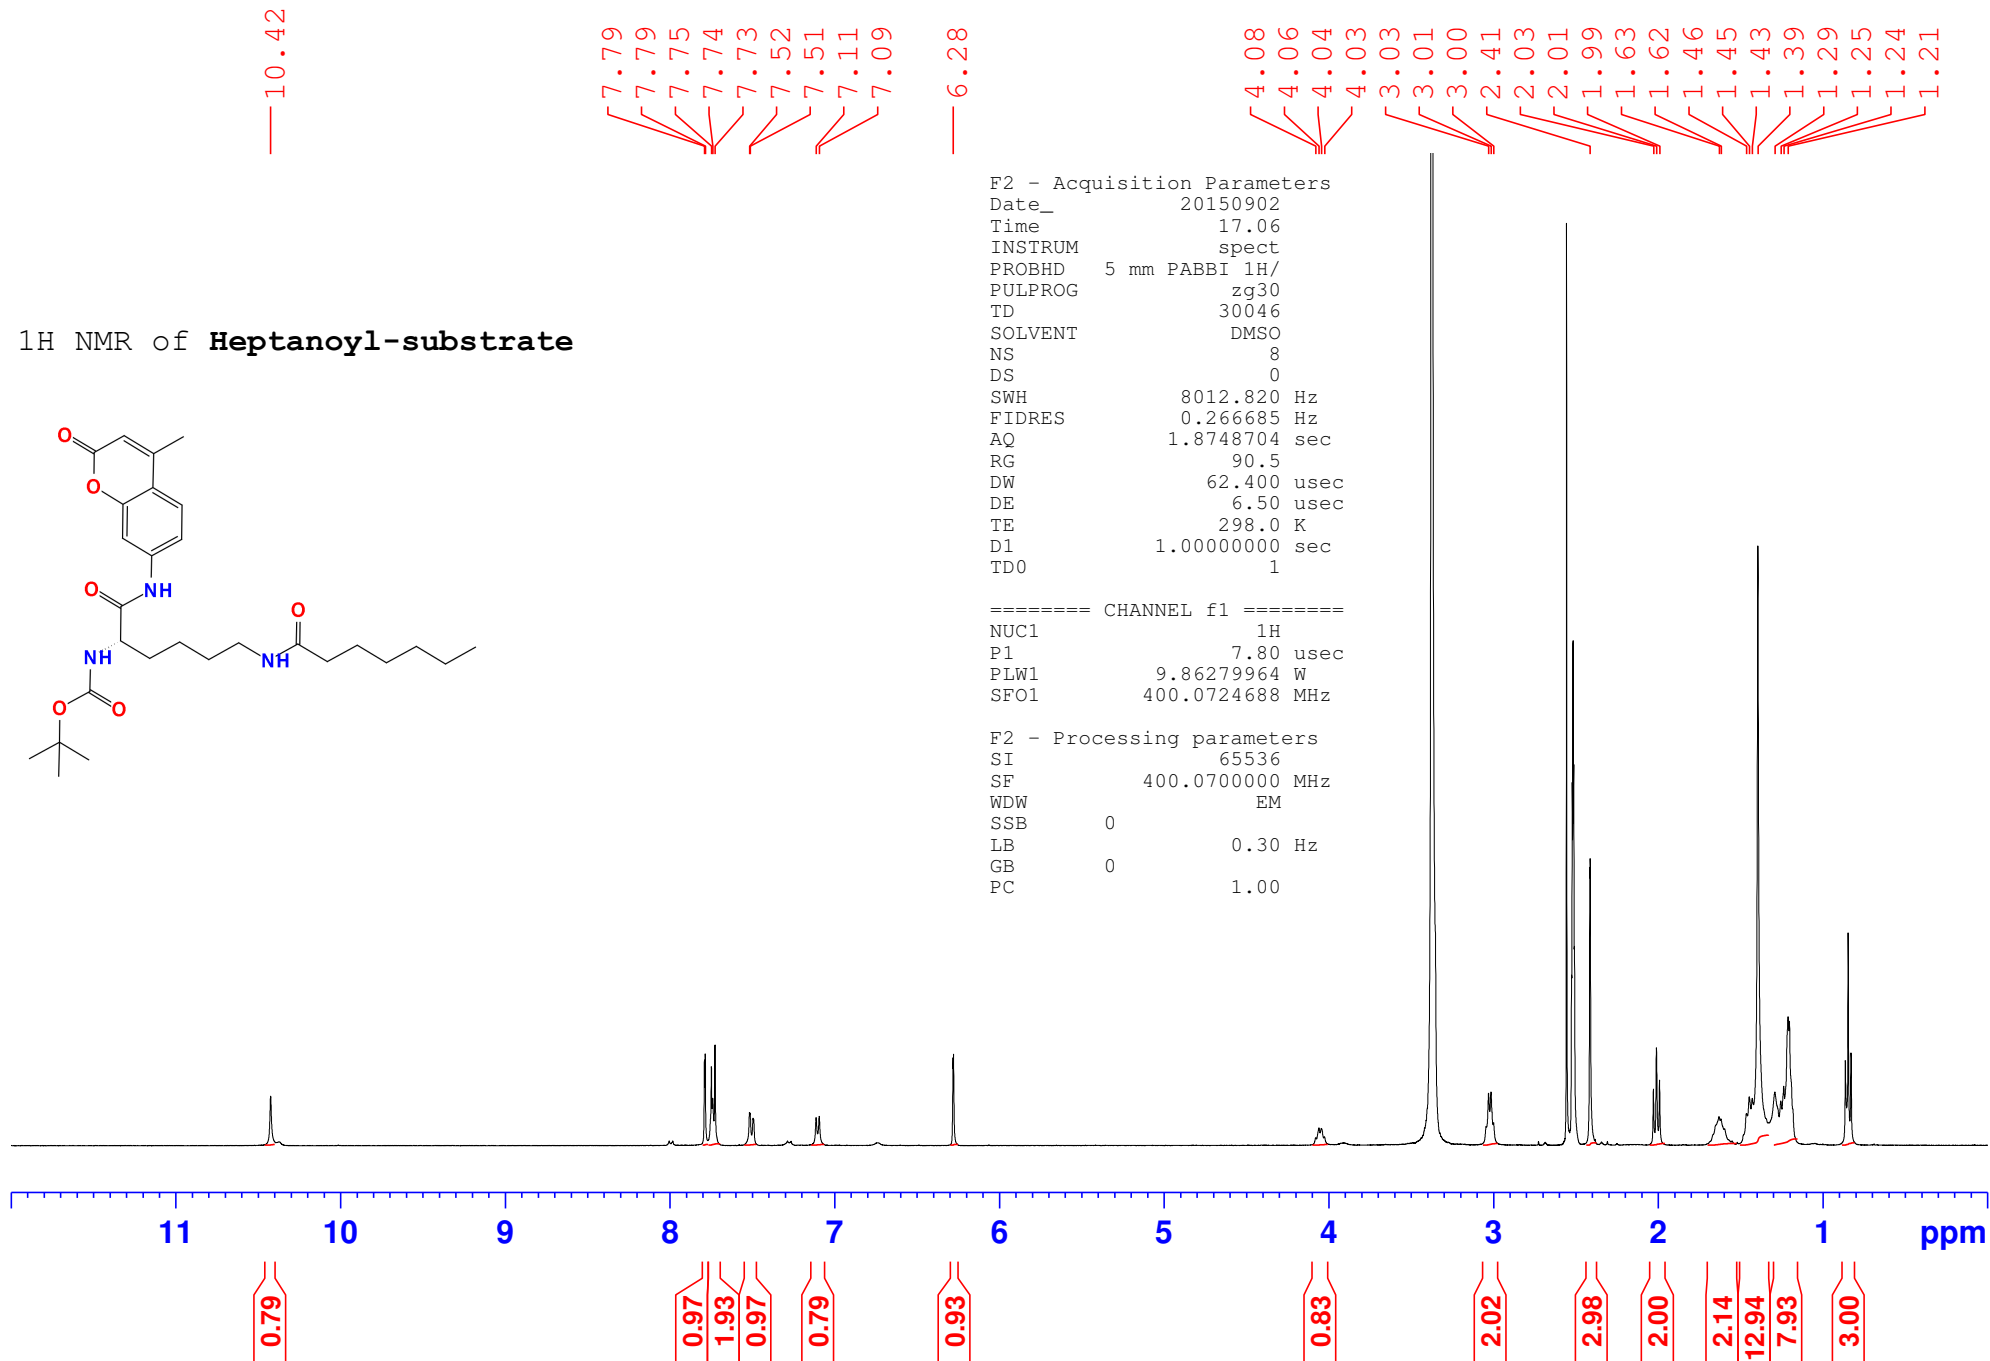 10.42
7.79
7.79
7.75
7.74
7.73
7.52
7.51
7.11
7.09
6.28
4.08
4.06
4.04
4.03
3.03
3.01
3.00
2.41
2.03
2.01
1.99
1.63
1.62
1.46
1.45
1.43
1.39
1.29
1.25
1.24
1.21
1H NMR of Heptanoyl-substrate
O
O
O
NH
O
NH
NH
O
O
F2 - Acquisition Parameters
Date_ 20150902
Time 17.06
INSTRUM spect
PROBHD 5 mm PABBI 1H/
PULPROG zg30
TD 30046
SOLVENT DMSO
NS 8
DS 0
SWH 8012.820 Hz
FIDRES 0.266685 Hz
AQ 1.8748704 sec
RG 90.5
DW 62.400 usec
DE 6.50 usec
TE 298.0 K
D1 1.00000000 sec
TD0 1
======== CHANNEL f1 ========
NUC1 1H
P1 7.80 usec
PLW1 9.86279964 W
SFO1 400.0724688 MHz
F2 - Processing parameters
SI 65536
SF 400.0700000 MHz
WDW EM
SSB 0
LB 0.30 Hz
GB 0
PC 1.00
11 10 9 8 7 6 5 4 3 2 1 ppm
0.79
0.97
1.93
0.97
0.79
0.93
0.83
2.02
2.98
2.00
2.14
12.94
7.93
3.00